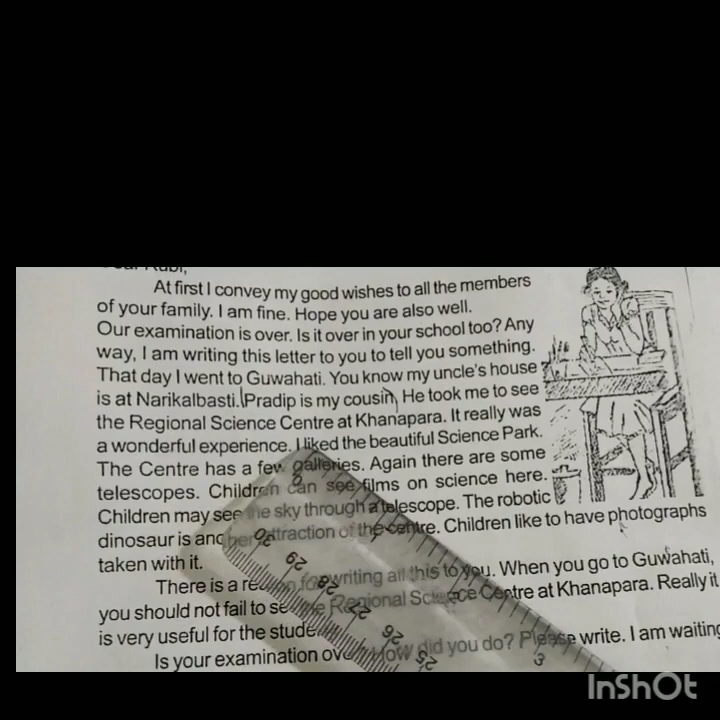 At first I convey my good wishes to all the members
of your family. I am fine. Hope you are also well.
Our examination is over. Is it over in your school too? Any
way, I am writing this letter to you to tell you something.
That day I went to Guwahati. You know my uncle's house
is at Narikalbasti. Pradip is my cousin. He took me to see
the Regional Science Centre at Khanapara. It really was
a wonderful experience. I liked the beautiful Science Park.
The Centre has a few galleries. Again there are some
telescopes. Children can see films on science here.
Children may see the sky through a telescope. The robotic
dinosaur is another attraction of the centre. Children like to have photographs
taken with it.
There is a reason for writing all this to you. When you go to Guwahati,
you should not fail to see the Regional Science Centre at Khanapara. Really it
is very useful for the How did you do? Please write. I am waiting
Is your examination
30 29 28 27 26 25
3
InShOt